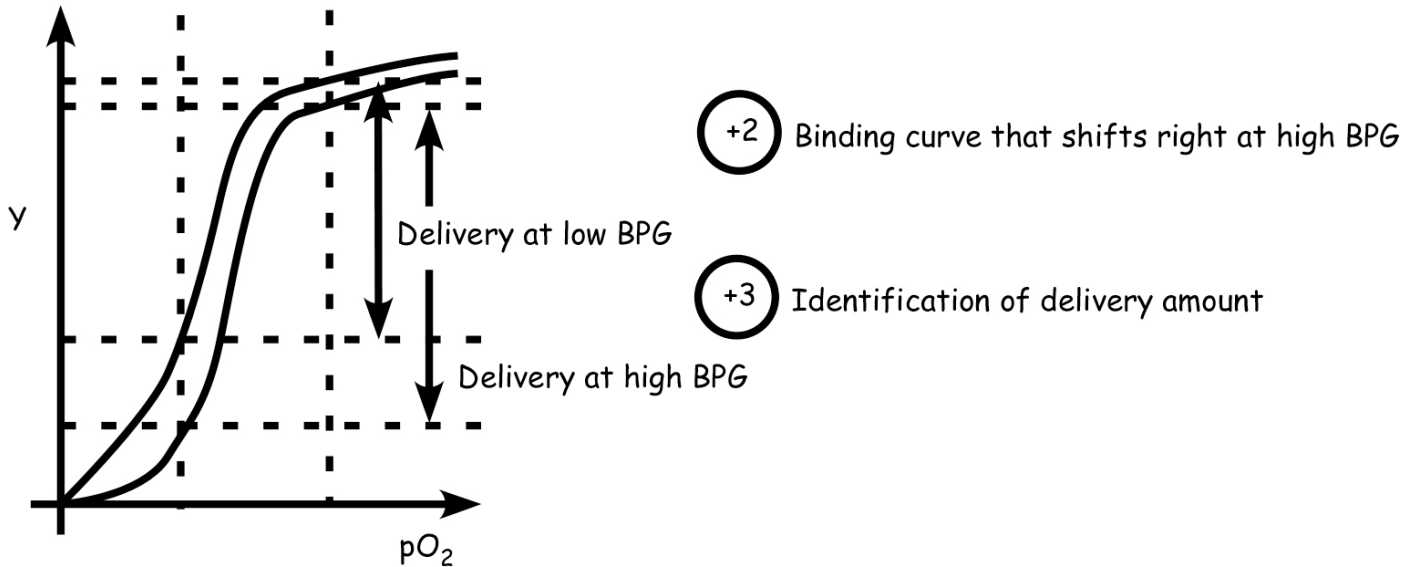 +2 Binding curve that shifts right at high BPG
Y
Delivery at low BPG
+3 Identification of delivery amount
Delivery at high BPG
pO₂